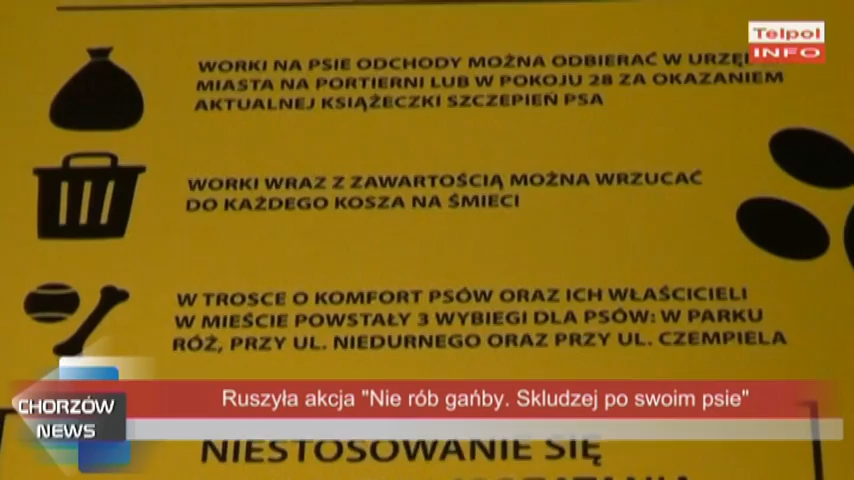 Telpol
INFO
WORKI NA PSIE ODCHODY MOŻNA ODBIERAĆ W
MIASTA NA PORTIERNI LUB W POKOJU 28 ZA OKAZANIEM
AKTUALNEJ KSIĄŻECZKI SZCZEPIEŃ PSA
WORKI WRAZ Z ZAWARTOŚCIĄ MOŻNA WRZUCAĆ
DO KAŻDEGO KOSZA NA ŚMIECI
W TROSCE O KOMFORT PSÓW ORAZ ICH WŁAŚCICIELI
W MIEŚCIE POWSTAŁY 3 WYBIEGI DLA PSÓW: W PARKU
RÓŻ, PRZY UL. NIEDURNEGO ORAZ PRZY UL. CZEMPIELA
Ruszyła akcja "Nie rób gańby. Skludzej po swoim psie"
CHORZÓW
NEWS
NIESTOSOWANIE SIĘ